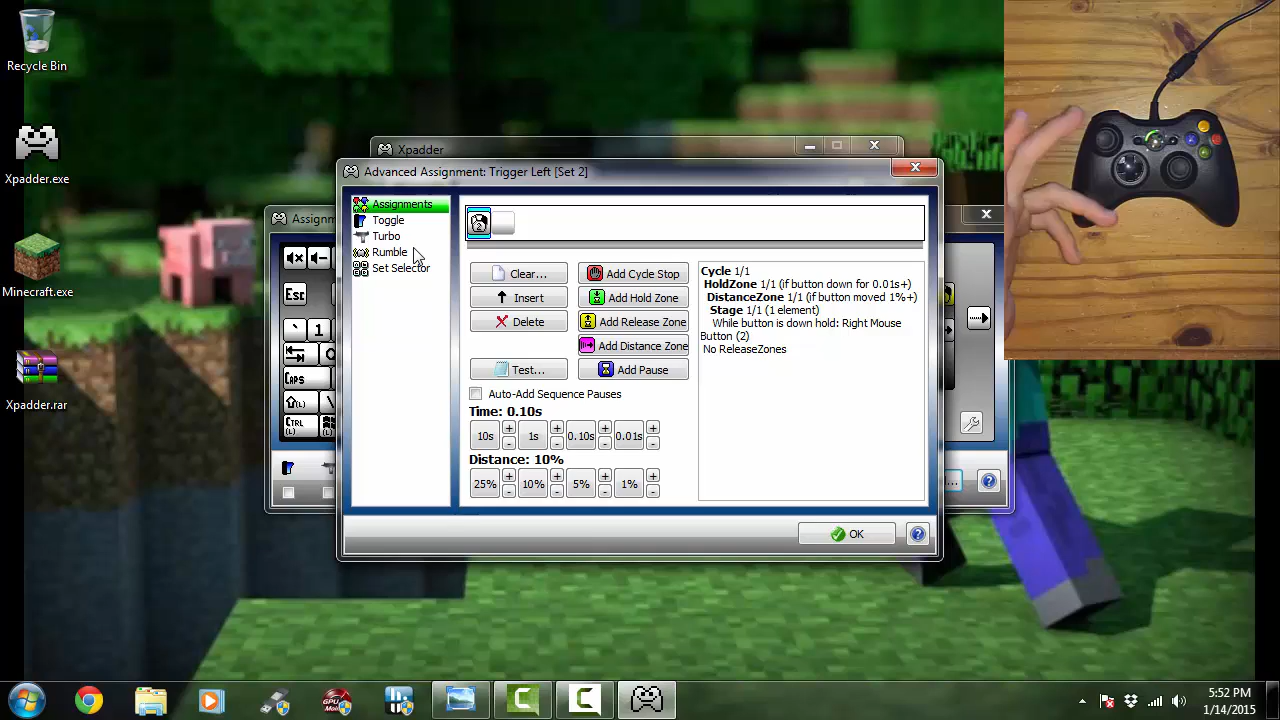 Recycle Bin
Xpadder.exe
Minecraft.exe
Xpadder.rar
Xpadder
Assignm
Esc
` 1
CAPS
CTRL (L)
Advanced Assignment: Trigger Left [Set 2]
Assignments
Toggle
Turbo
Rumble
Set Selector
2
Clear...
Add Cycle Stop
Insert
Add Hold Zone
Delete
Add Release Zone
Add Distance Zone
Test...
Add Pause
Auto-Add Sequence Pauses
Time: 0.10s
10s + - 1s + - 0.10s + - 0.01s + -
Distance: 10%
25% + - 10% + - 5% + - 1% + -
Cycle 1/1
HoldZone 1/1 (if button down for 0.01s+)
DistanceZone 1/1 (if button moved 1%+)
Stage 1/1 (1 element)
While button is down hold: Right Mouse
Button (2)
No ReleaseZones
OK
5:52 PM
1/14/2015